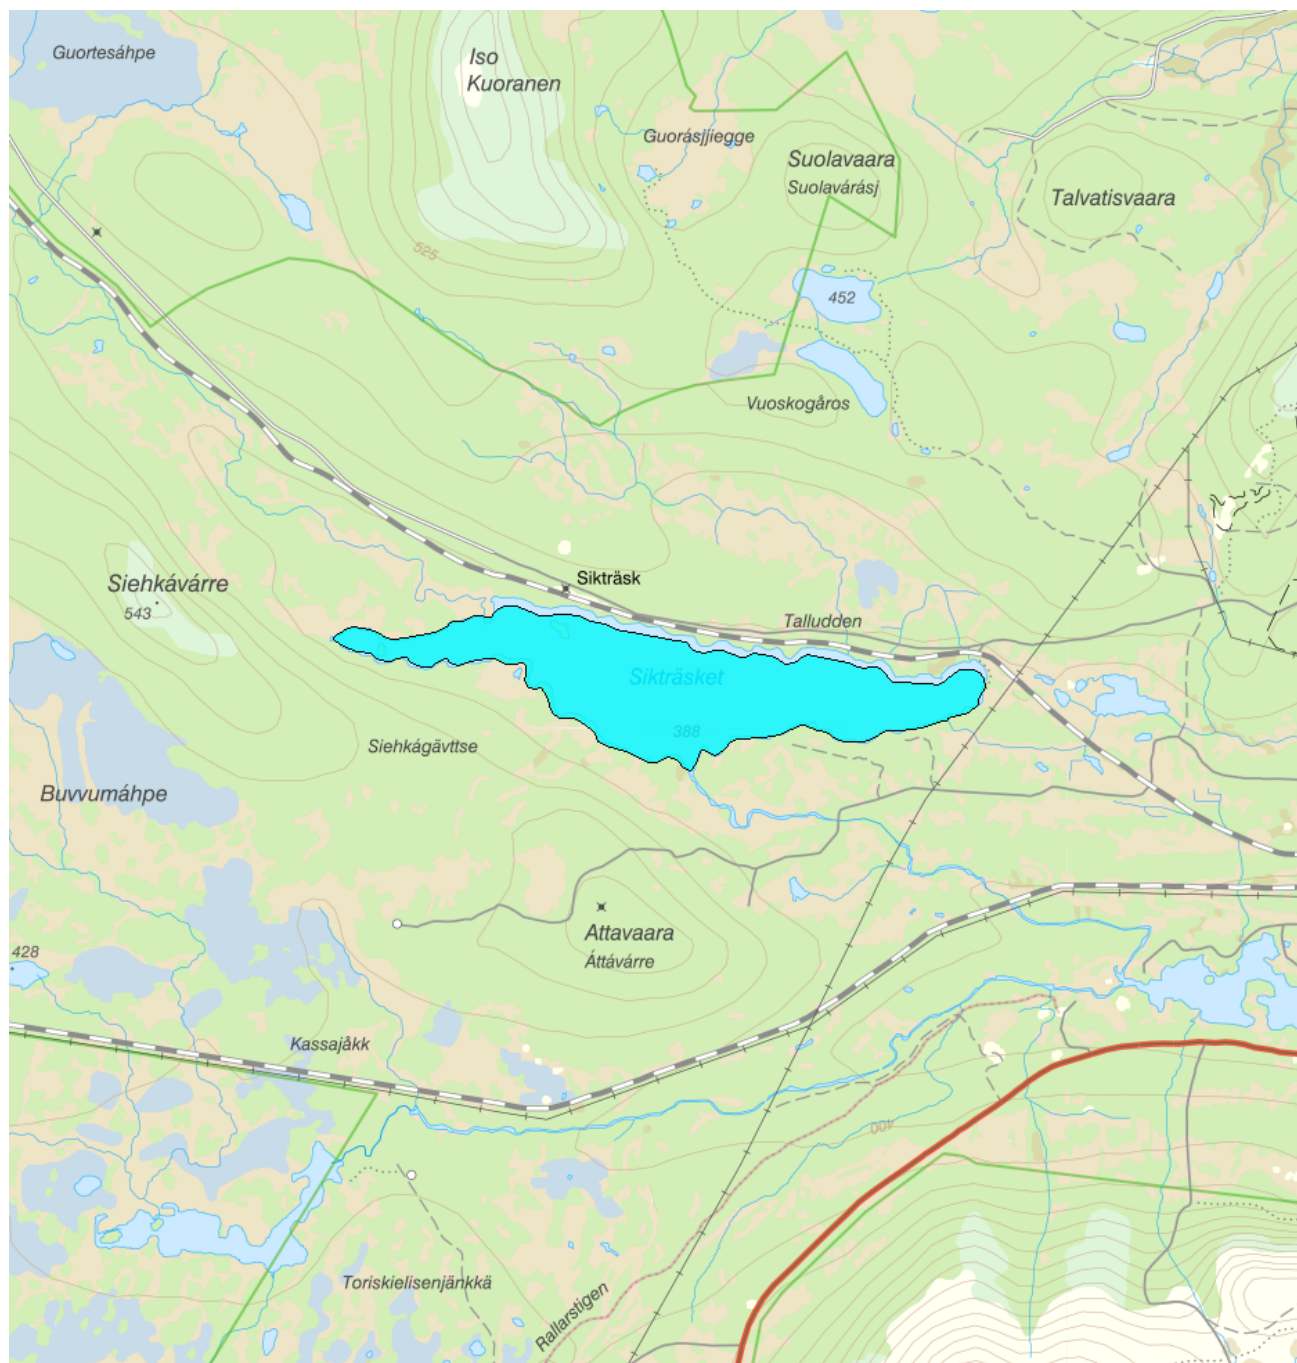 Guortesáhpe
Iso
Kuoranen
Guorásjjiegge
Suolavaara
Suolavárásj
Talvatisvaara
525
452
Vuoskogåros
Siehkávárre
543
Sikträsk
Talludden
Sikträsket
388
Siehkágävttse
Buvvumáhpe
Attavaara
Áttávárre
428
Kassajåkk
400
Toriskielisenjänkkä
Rallarstigen